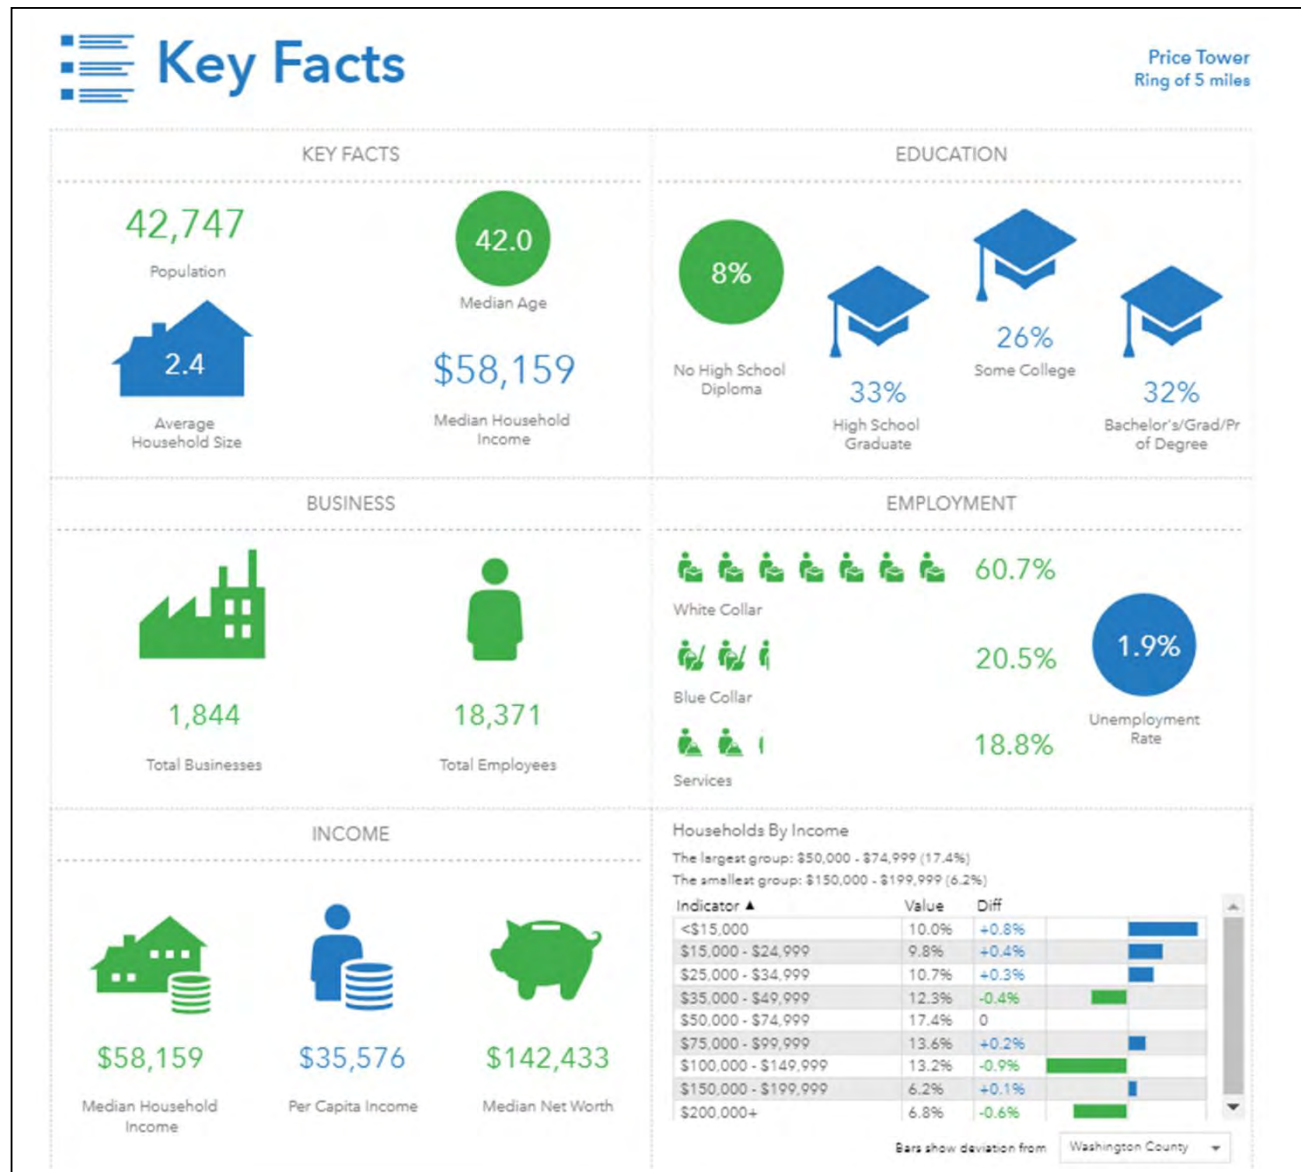 Key Facts
Price Tower
Ring of 5 miles
KEY FACTS
42,747
Population
42.0
Median Age
2.4
Average
Household Size
$58,159
Median Household
Income
EDUCATION
8%
No High School
Diploma
33%
High School
Graduate
26%
Some College
32%
Bachelor's/Grad/Pr
of Degree
BUSINESS
1,844
Total Businesses
18,371
Total Employees
EMPLOYMENT
60.7%
White Collar
20.5%
Blue Collar
18.8%
Services
1.9%
Unemployment
Rate
INCOME
$58,159
Median Household
Income
$35,576
Per Capita Income
$142,433
Median Net Worth
Households By Income
The largest group: $50,000 - $74,999 (17.4%)
The smallest group: $150,000 - $199,999 (6.2%)
Indicator ▲ Value Diff
<$15,000 10.0% +0.8%
$15,000 - $24,999 9.8% +0.4%
$25,000 - $34,999 10.7% +0.3%
$35,000 - $49,999 12.3% -0.4%
$50,000 - $74,999 17.4% 0
$75,000 - $99,999 13.6% +0.2%
$100,000 - $149,999 13.2% -0.9%
$150,000 - $199,999 6.2% +0.1%
$200,000+ 6.8% -0.6%
Bars show deviation from Washington County